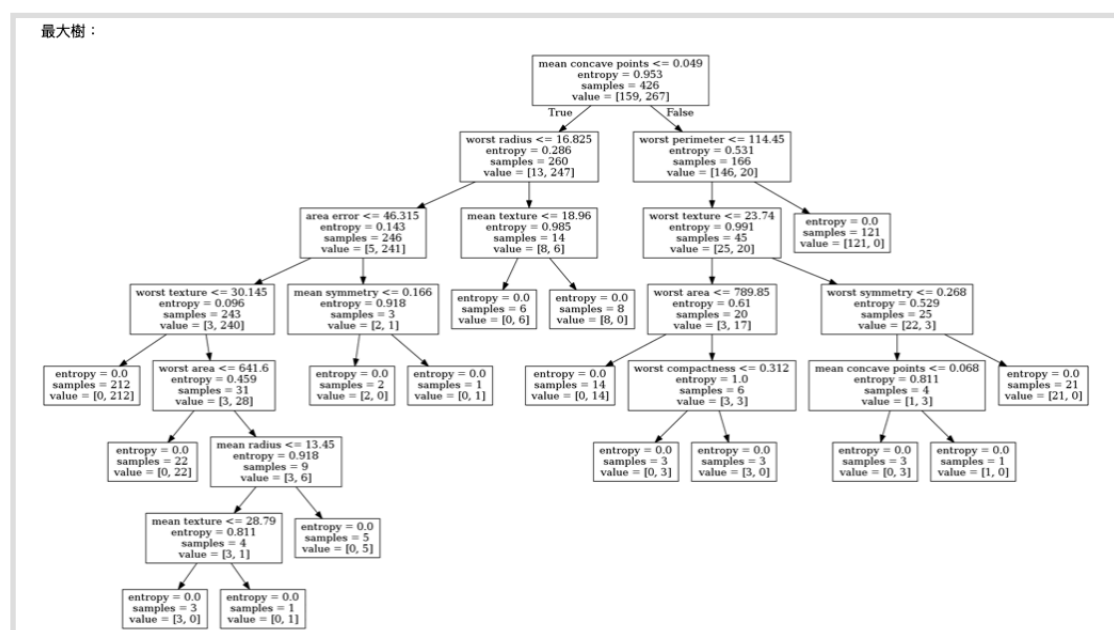 最大樹：
mean concave points <= 0.049
entropy = 0.953
samples = 426
value = [159, 267]
True
False
worst radius <= 16.825
entropy = 0.286
samples = 260
value = [13, 247]
worst perimeter <= 114.45
entropy = 0.531
samples = 166
value = [146, 20]
area error <= 46.315
entropy = 0.143
samples = 246
value = [5, 241]
mean texture <= 18.96
entropy = 0.985
samples = 14
value = [8, 6]
worst texture <= 23.74
entropy = 0.991
samples = 45
value = [25, 20]
entropy = 0.0
samples = 121
value = [121, 0]
worst texture <= 30.145
entropy = 0.096
samples = 243
value = [3, 240]
mean symmetry <= 0.166
entropy = 0.918
samples = 3
value = [2, 1]
entropy = 0.0
samples = 6
value = [0, 6]
entropy = 0.0
samples = 8
value = [8, 0]
worst area <= 789.85
entropy = 0.61
samples = 20
value = [3, 17]
worst symmetry <= 0.268
entropy = 0.529
samples = 25
value = [22, 3]
entropy = 0.0
samples = 212
value = [0, 212]
worst area <= 641.6
entropy = 0.459
samples = 31
value = [3, 28]
entropy = 0.0
samples = 2
value = [2, 0]
entropy = 0.0
samples = 1
value = [0, 1]
entropy = 0.0
samples = 14
value = [0, 14]
worst compactness <= 0.312
entropy = 1.0
samples = 6
value = [3, 3]
mean concave points <= 0.068
entropy = 0.811
samples = 4
value = [1, 3]
entropy = 0.0
samples = 21
value = [21, 0]
entropy = 0.0
samples = 22
value = [0, 22]
mean radius <= 13.45
entropy = 0.918
samples = 9
value = [3, 6]
entropy = 0.0
samples = 3
value = [0, 3]
entropy = 0.0
samples = 3
value = [3, 0]
entropy = 0.0
samples = 3
value = [0, 3]
entropy = 0.0
samples = 1
value = [1, 0]
mean texture <= 28.79
entropy = 0.811
samples = 4
value = [3, 1]
entropy = 0.0
samples = 5
value = [0, 5]
entropy = 0.0
samples = 3
value = [3, 0]
entropy = 0.0
samples = 1
value = [0, 1]